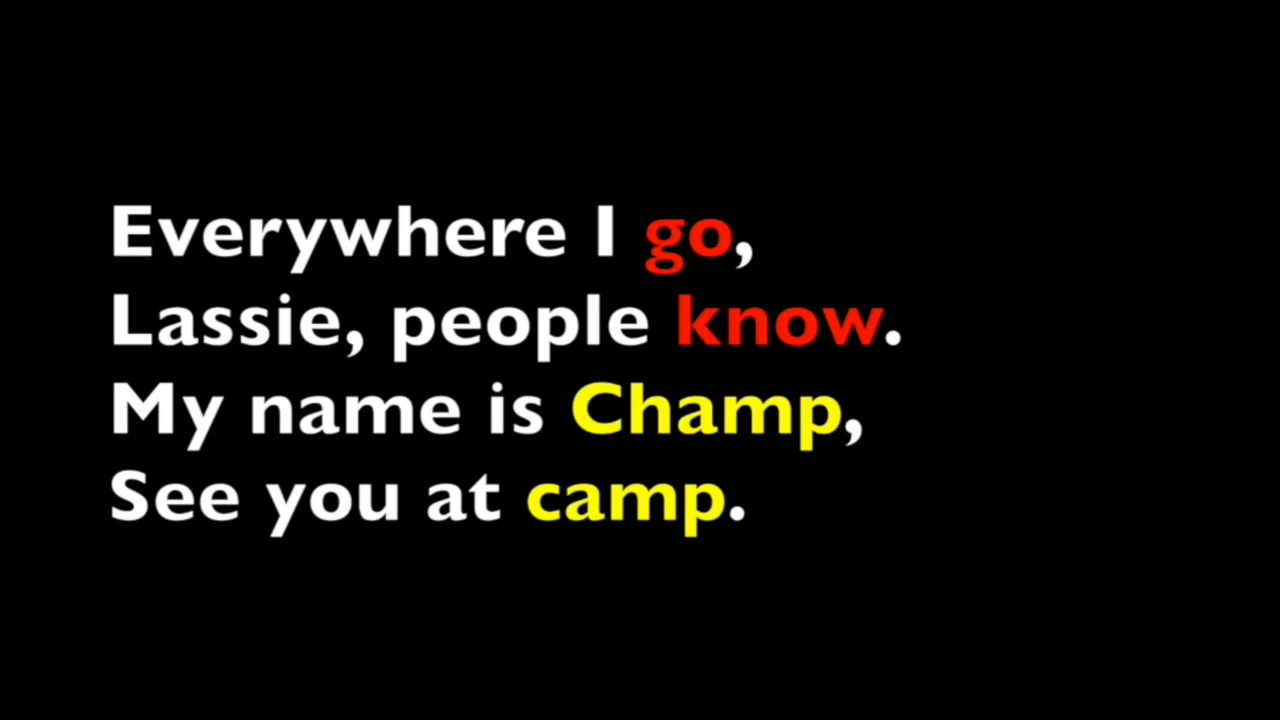 Everywhere I go,
Lassie, people know.
My name is Champ,
See you at camp.